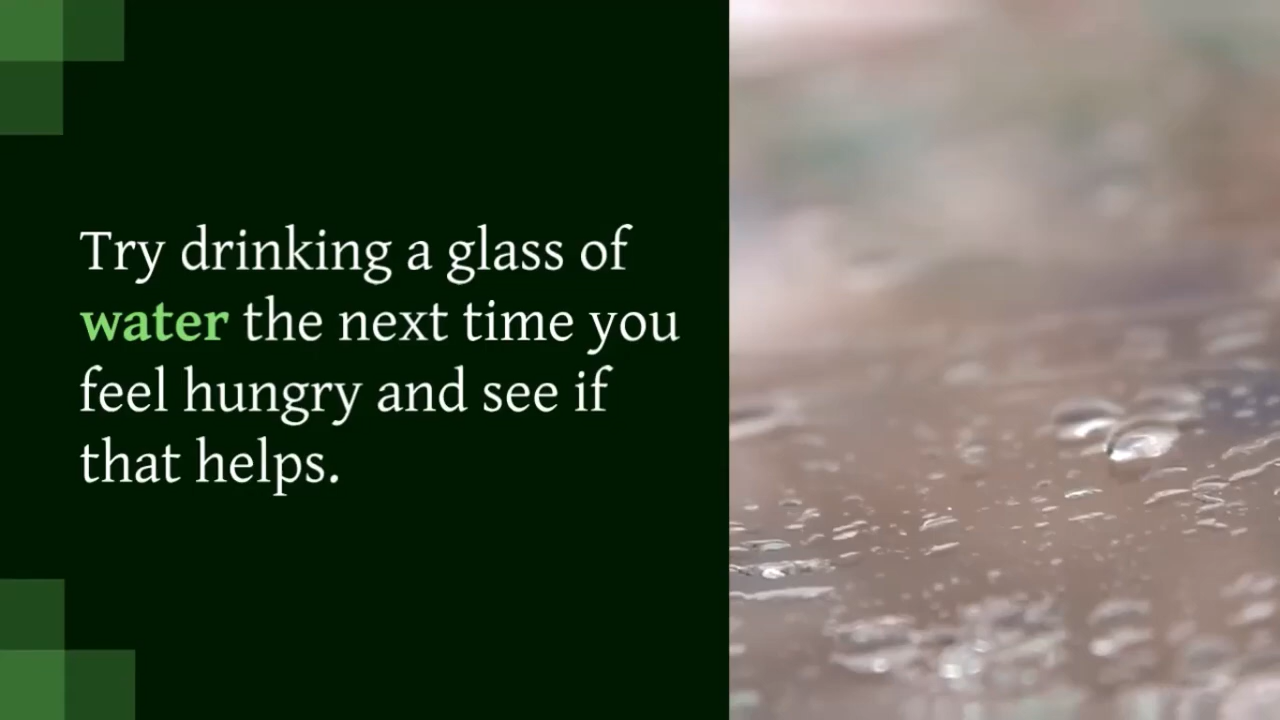 Try drinking a glass of
water the next time you
feel hungry and see if
that helps.